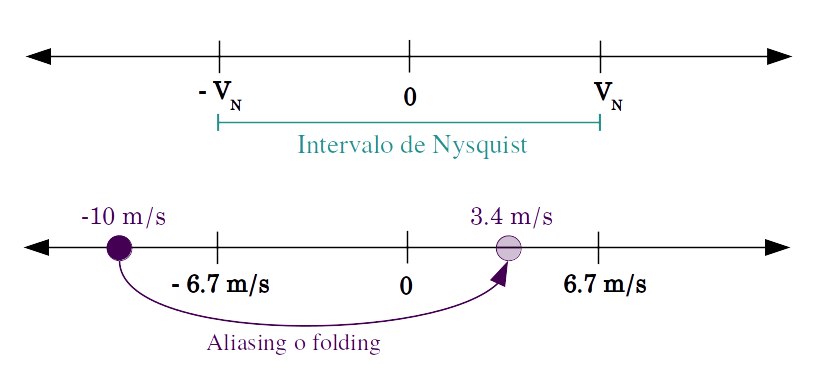 - V_N 0 V_N
Intervalo de Nysquist
-10 m/s 3.4 m/s
- 6.7 m/s 0 6.7 m/s
Aliasing o folding